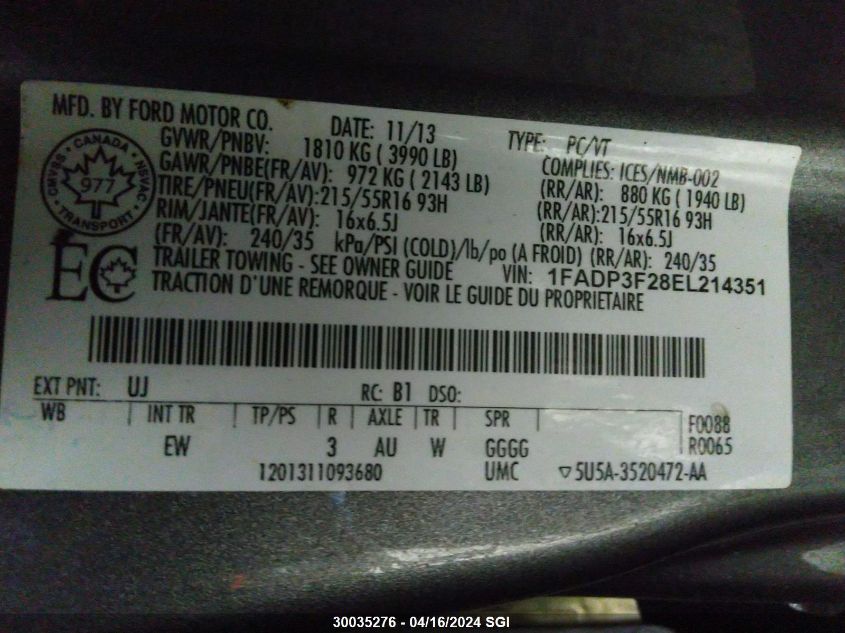 MFD. BY FORD MOTOR CO.
DATE: 11/13 TYPE: PC/VT
GVWR/PNBV: 1810 KG ( 3990 LB) COMPLIES: ICES/NMB-002
GAWR/PNBE(FR/AV): 972 KG ( 2143 LB) (RR/AR): 880 KG ( 1940 LB)
TIRE/PNEU(FR/AV):215/55R16 93H (RR/AR):215/55R16 93H
RIM/JANTE(FR/AV): 16x6.5J (RR/AR): 16x6.5J
(FR/AV): 240/35 kPa/PSI (COLD)/lb/po (A FROID) (RR/AR): 240/35
TRAILER TOWING - SEE OWNER GUIDE VIN: 1FADP3F28EL214351
TRACTION D'UNE REMORQUE - VOIR LE GUIDE DU PROPRIETAIRE
CANADA
CMVSS NSVAC
977
TRANSPORT
EC
EXT PNT: UJ RC: B1 DSO:
WB INT TR TP/PS R AXLE TR SPR F0088
EW 3 AU W GGGG R0065
1201311093680 UMC ▽5U5A-3520472-AA
30035276 - 04/16/2024 SGI